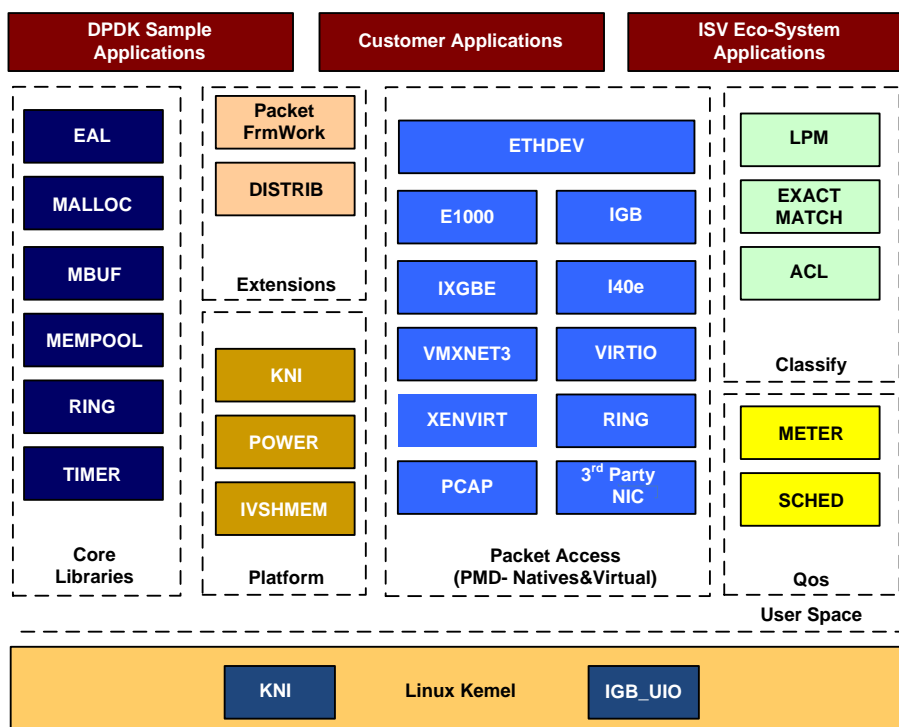 DPDK Sample
Applications
Customer Applications
ISV Eco-System
Applications
EAL
MALLOC
MBUF
MEMPOOL
RING
TIMER
Core
Libraries
Packet
FrmWork
DISTRIB
Extensions
KNI
POWER
IVSHMEM
Platform
ETHDEV
E1000
IGB
IXGBE
I40e
VMXNET3
VIRTIO
XENVIRT
RING
PCAP
3rd Party
NIC
Packet Access
(PMD- Natives&Virtual)
LPM
EXACT
MATCH
ACL
Classify
METER
SCHED
Qos
User Space
KNI
Linux Kemel
IGB_UIO